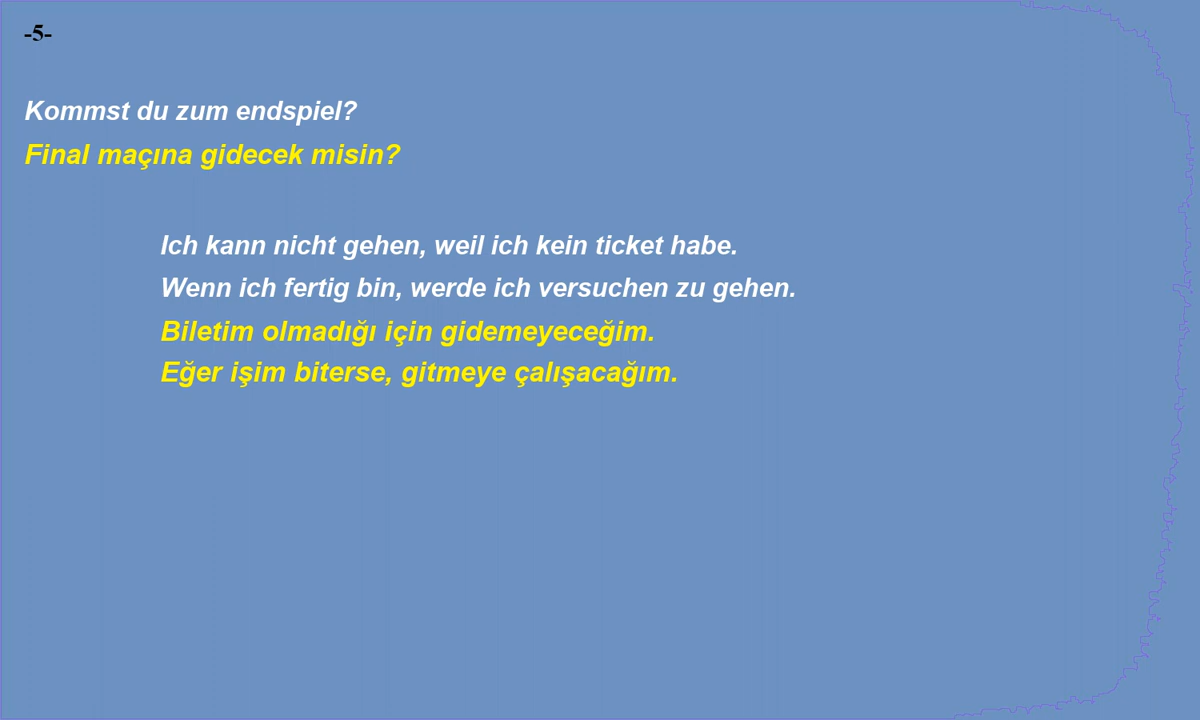 -5-
Kommst du zum endspiel?
Final maçına gidecek misin?
Ich kann nicht gehen, weil ich kein ticket habe.
Wenn ich fertig bin, werde ich versuchen zu gehen.
Biletim olmadığı için gidemeyeceğim.
Eğer işim biterse, gitmeye çalışacağım.